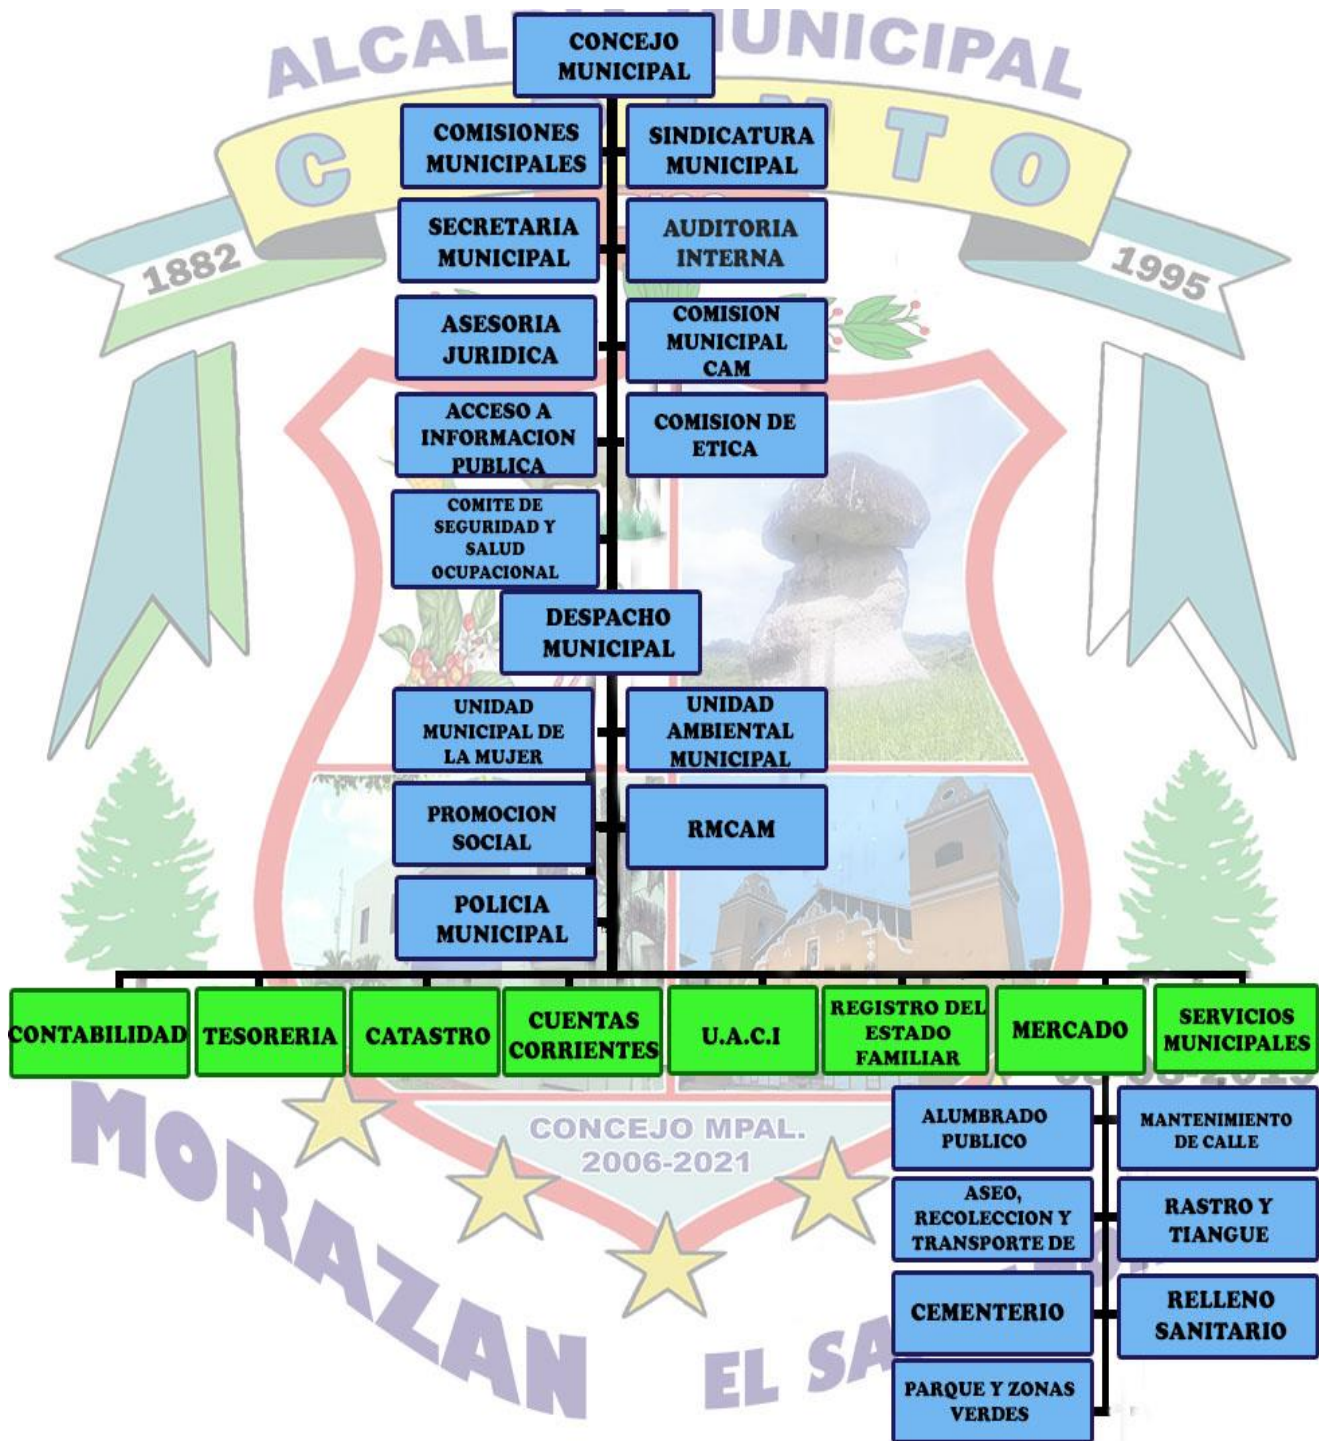 ALCAL MUNICIPAL
CONCEJO
MUNICIPAL
C
NTO
COMISIONES
MUNICIPALES
SINDICATURA
MUNICIPAL
SECRETARIA
MUNICIPAL
AUDITORIA
INTERNA
1882
1995
ASESORIA
JURIDICA
COMISION
MUNICIPAL
CAM
ACCESO A
INFORMACION
PUBLICA
COMISION DE
ETICA
COMITE DE
SEGURIDAD Y
SALUD
OCUPACIONAL
DESPACHO
MUNICIPAL
UNIDAD
MUNICIPAL DE
LA MUJER
UNIDAD
AMBIENTAL
MUNICIPAL
PROMOCION
SOCIAL
RMCAM
POLICIA
MUNICIPAL
CONTABILIDAD
TESORERIA
CATASTRO
CUENTAS
CORRIENTES
U.A.C.I
REGISTRO DEL
ESTADO
FAMILIAR
MERCADO
SERVICIOS
MUNICIPALES
ALUMBRADO
PUBLICO
MANTENIMIENTO
DE CALLE
ASEO,
RECOLECCION Y
TRANSPORTE DE
RASTRO Y
TIANGUE
CEMENTERIO
RELLENO
SANITARIO
PARQUE Y ZONAS
VERDES
CONCEJO MPAL.
2006-2021
MORAZAN
EL SA